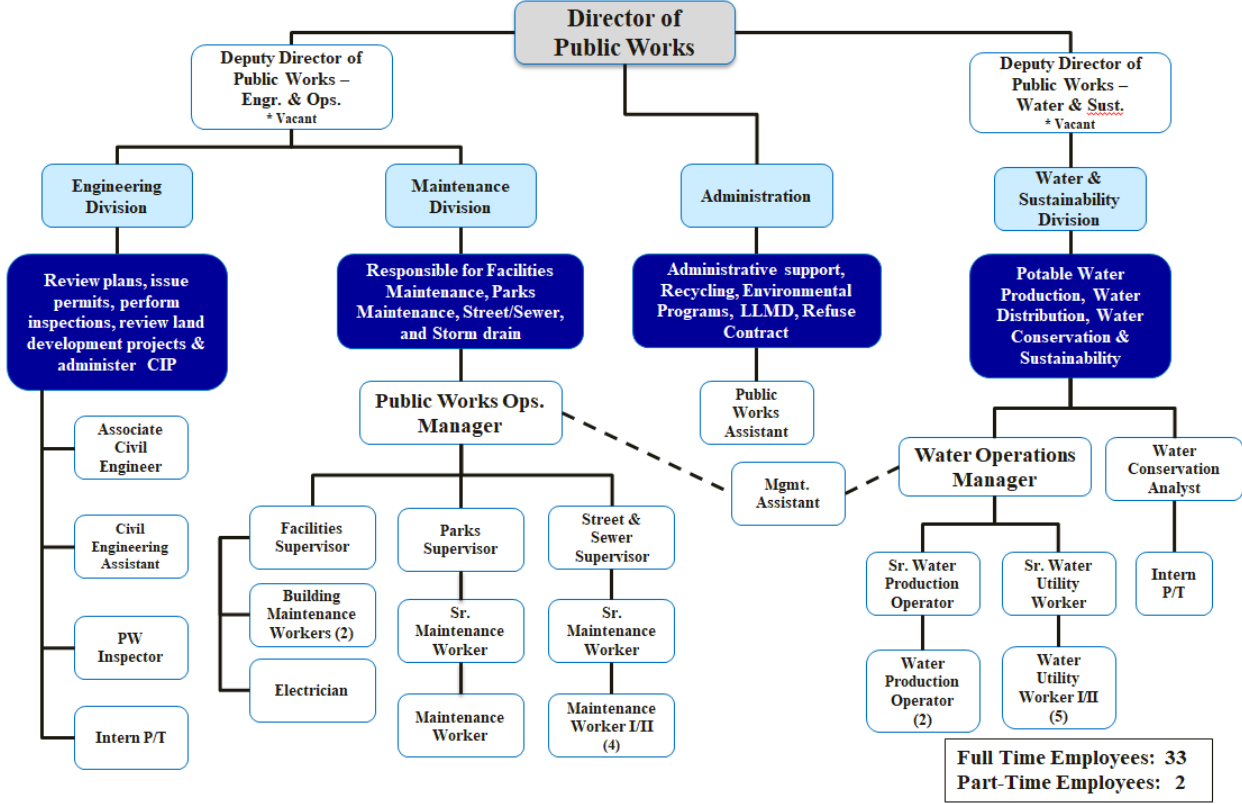 Director of
Public Works
Deputy Director of
Public Works –
Engr. & Ops.
* Vacant
Deputy Director of
Public Works –
Water & Sust.
* Vacant
Engineering
Division
Maintenance
Division
Administration
Water &
Sustainability
Division
Review plans, issue
permits, perform
inspections, review land
development projects &
administer CIP
Responsible for Facilities
Maintenance, Parks
Maintenance, Street/Sewer,
and Storm drain
Administrative support,
Recycling, Environmental
Programs, LLMD, Refuse
Contract
Potable Water
Production, Water
Distribution, Water
Conservation &
Sustainability
Public Works Ops.
Manager
Public
Works
Assistant
Associate
Civil
Engineer
Water Operations
Manager
Water
Conservation
Analyst
Mgmt.
Assistant
Civil
Engineering
Assistant
Facilities
Supervisor
Parks
Supervisor
Street &
Sewer
Supervisor
Sr. Water
Production
Operator
Sr. Water
Utility
Worker
Intern
P/T
PW
Inspector
Building
Maintenance
Workers (2)
Sr.
Maintenance
Worker
Sr.
Maintenance
Worker
Electrician
Water
Production
Operator
(2)
Water
Utility
Worker I/II
(5)
Intern P/T
Maintenance
Worker
Maintenance
Worker I/II
(4)
Full Time Employees: 33
Part-Time Employees: 2